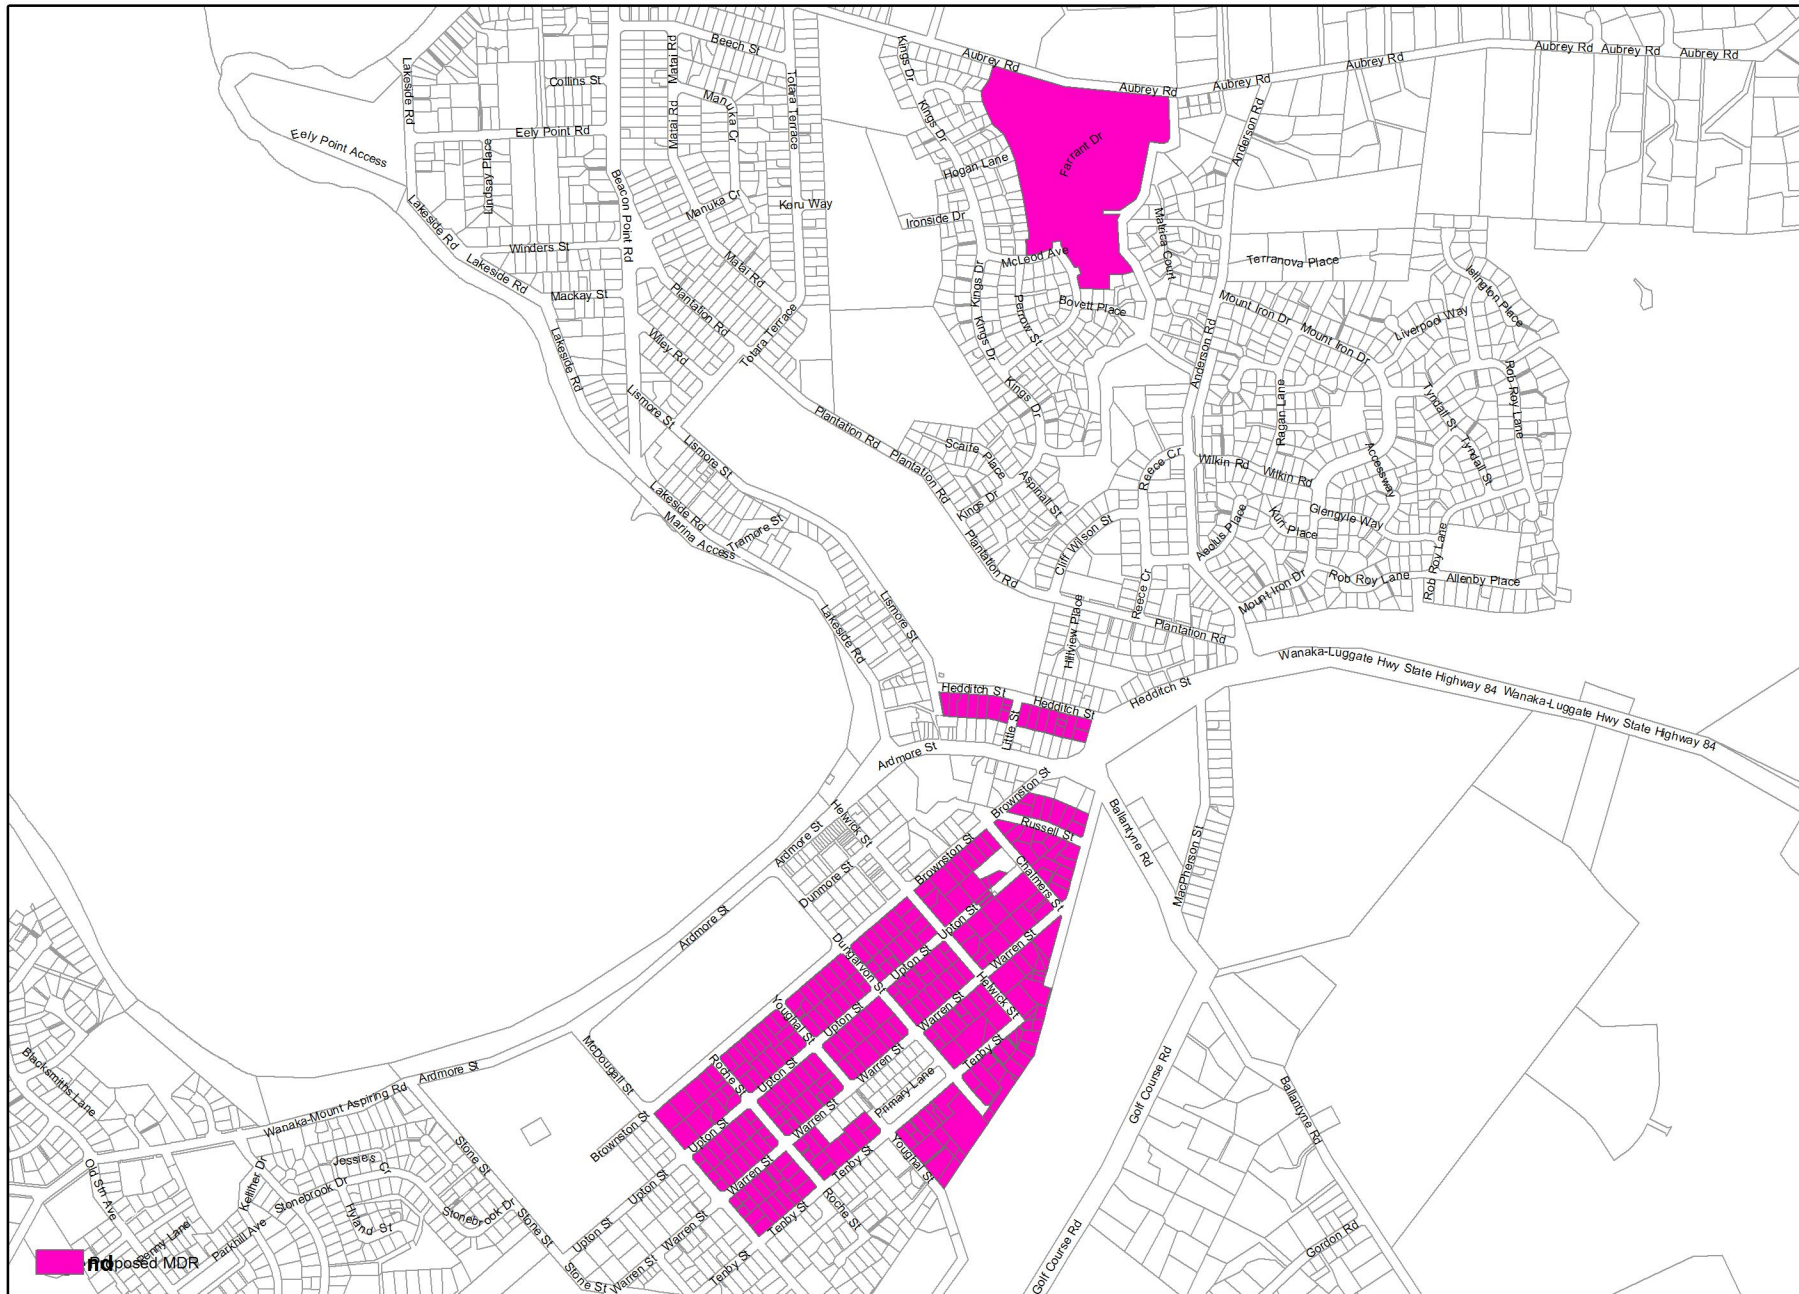 Beech St
Aubrey Rd
Aubrey Rd
Aubrey Rd
Aubrey Rd
Aubrey Rd
Aubrey Rd
Aubrey Rd
Kings Dr
Lakeside Rd
Collins St
Matai Rd
Manuka Cr
Totara Terrace
Kings Dr
Anderson Rd
Eely Point Access
Eely Point Rd
Matai Rd
Farrant Dr
Lindsay Place
Hogan Lane
Beacon Point Rd
Manuka Cr
Koru Way
Ironside Dr
Matrica Court
Lakeside Rd
Winders St
Lakeside Rd
Matai Rd
McLeod Ave
Terranova Place
Islington Place
Mackay St
Plantation Rd
Kings Dr
Perrow St
Bovett Place
Mount Iron Dr
Liverpool Way
Lakeside Rd
Wiley Rd
Totara Terrace
Kings Dr
Anderson Rd
Mount Iron Dr
Rob Roy Lane
Lismore St
Plantation Rd
Kings Dr
Ragan Lane
Tyndall St
Lismore St
Scaife Place
Plantation Rd
Reece Cr
Wilkin Rd
Wilkin Rd
Accessway
Tyndall St
Lakeside Rd
Marina Access
Tramore St
Kings Dr
Aspinall St
Cliff Wilson St
Aeolus Place
Kuri Place
Glengyle Way
Rob Roy Lane
Plantation Rd
Reece Cr
Mount Iron Dr
Rob Roy Lane
Allenby Place
Lakeside Rd
Lismore St
Hillview Place
Plantation Rd
Wanaka-Luggate Hwy State Highway 84
Wanaka-Luggate Hwy State Highway 84
Hedditch St
Hedditch St
Hedditch St
Little St
Ardmore St
Brownston St
Helwick St
Russell St
Ballantyne Rd
MacPherson St
Ardmore St
Dunmore St
Brownston St
Chalmers St
Ardmore St
Dungarvon St
Upton St
Upton St
Warren St
Youghal St
Upton St
Warren St
Helwick St
McDougall St
Roche St
Upton St
Warren St
Tenby St
Blacksmiths Lane
Ardmore St
Wanaka-Mount Aspiring Rd
Primary Lane
Golf Course Rd
Ballantyne Rd
Brownston St
Upton St
Warren St
Youghal St
Old Stn Ave
Jessie's Cr
Stone St
Warren St
Tenby St
Kelliher Dr
Stonebrook Dr
Hyland St
Stonebrook Dr
Stone St
Upton St
Roche St
Penny Lane
Parkhill Ave
Upton St
Warren St
Tenby St
Gordon Rd
Stone St
Warren St
Tenby St
Golf Course Rd
nd
posed MDR